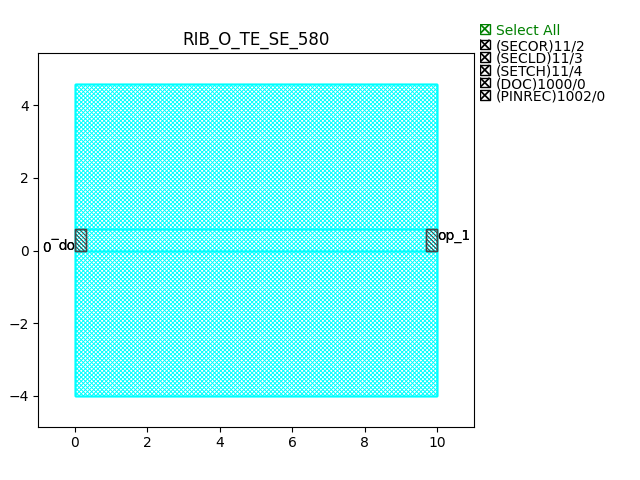 RIB_O_TE_SE_580
Select All
(SECOR)11/2
(SECLD)11/3
(SETCH)11/4
(DOC)1000/0
(PINREC)1002/0
4
2
0
−2
−4
op_1
0
2
4
6
8
10